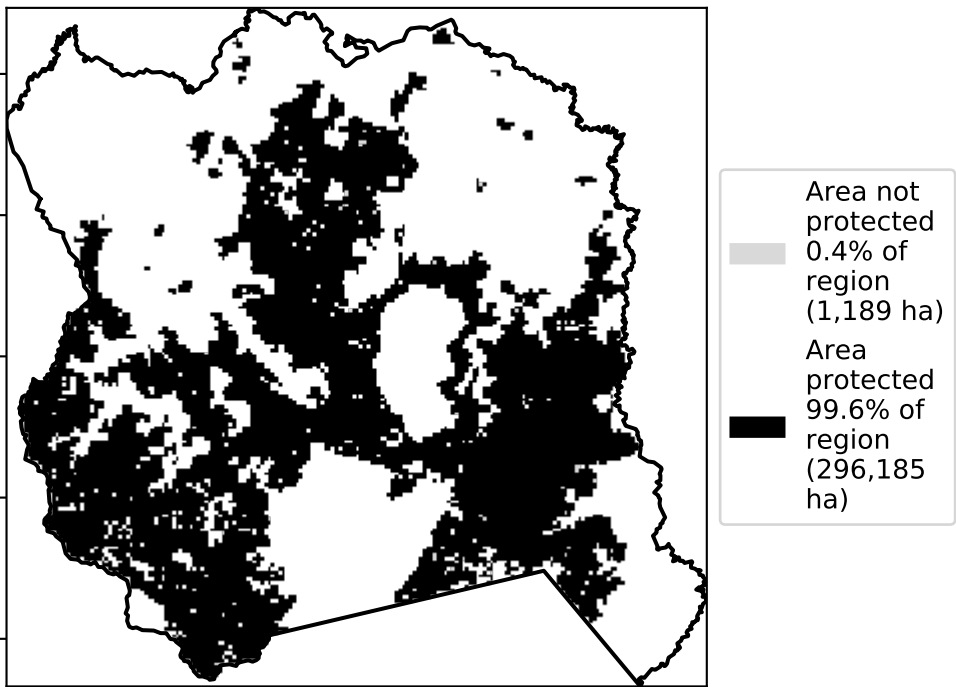 Area not
protected
0.4% of
region
(1,189 ha)
Area
protected
99.6% of
region
(296,185
ha)